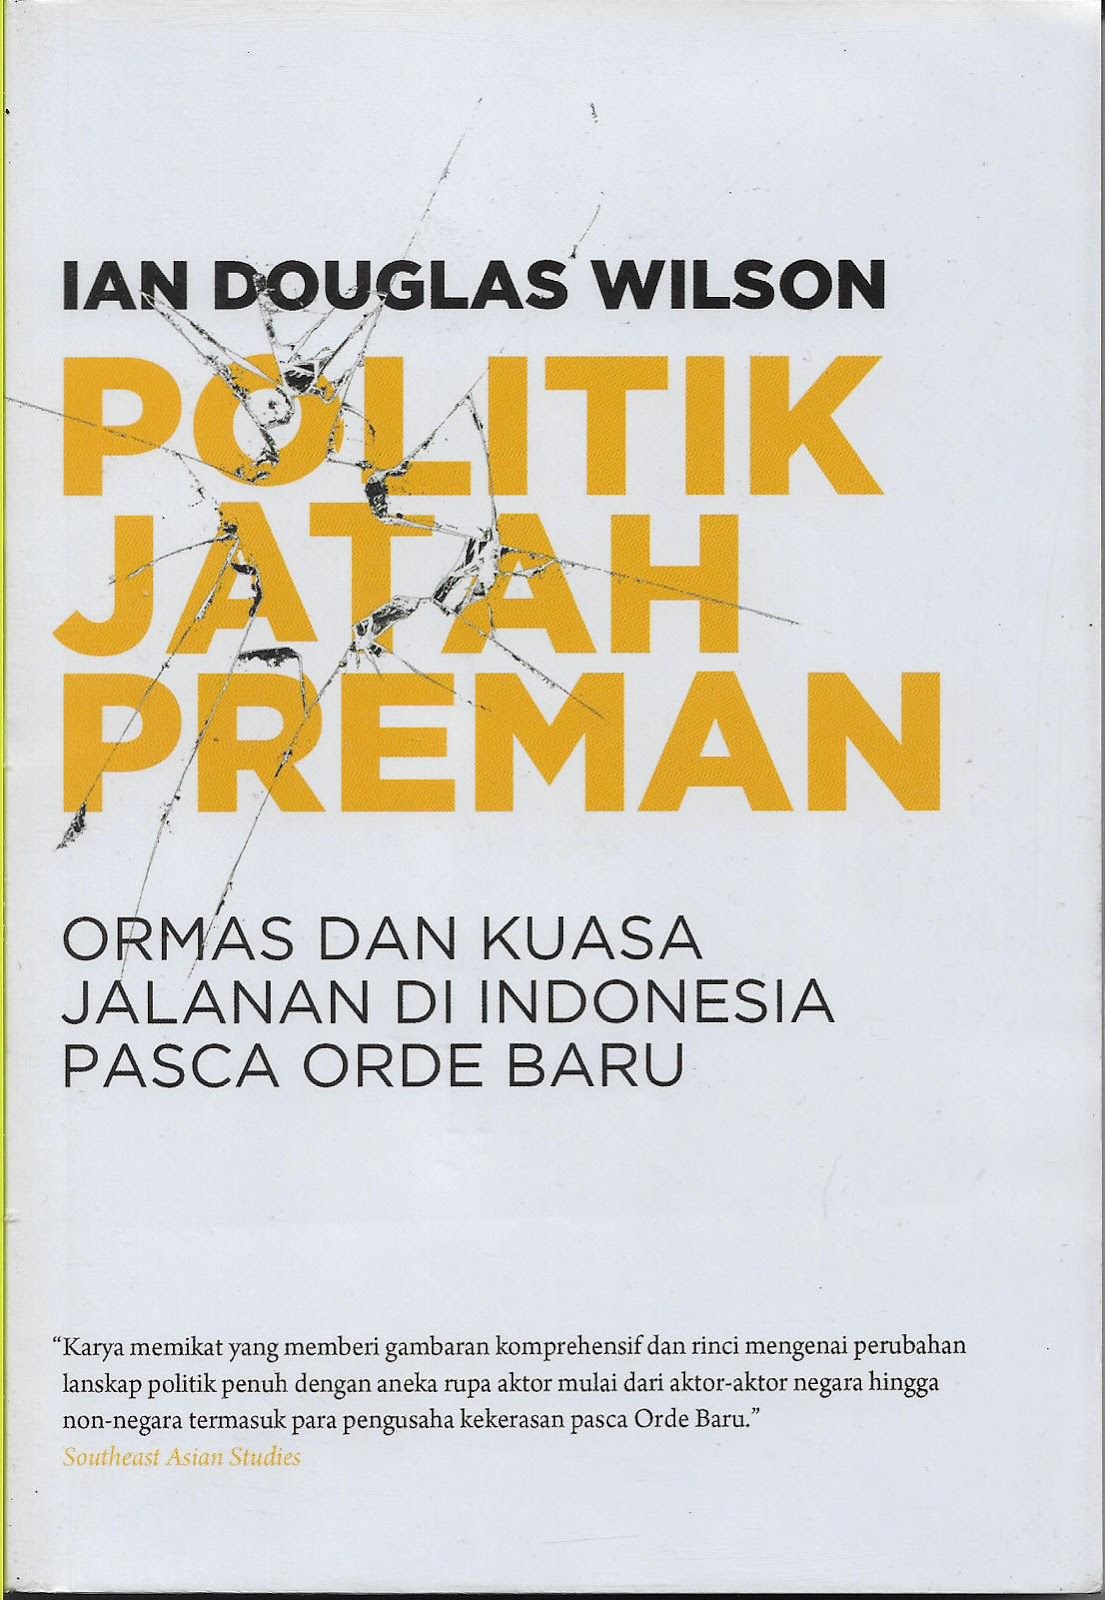 IAN DOUGLAS WILSON
POLITIK
JATAH
PREMAN
ORMAS DAN KUASA
JALANAN DI INDONESIA
PASCA ORDE BARU
“Karya memikat yang memberi gambaran komprehensif dan rinci mengenai perubahan
lanskap politik penuh dengan aneka rupa aktor mulai dari aktor-aktor negara hingga
non-negara termasuk para pengusaha kekerasan pasca Orde Baru.”
Southeast Asian Studies